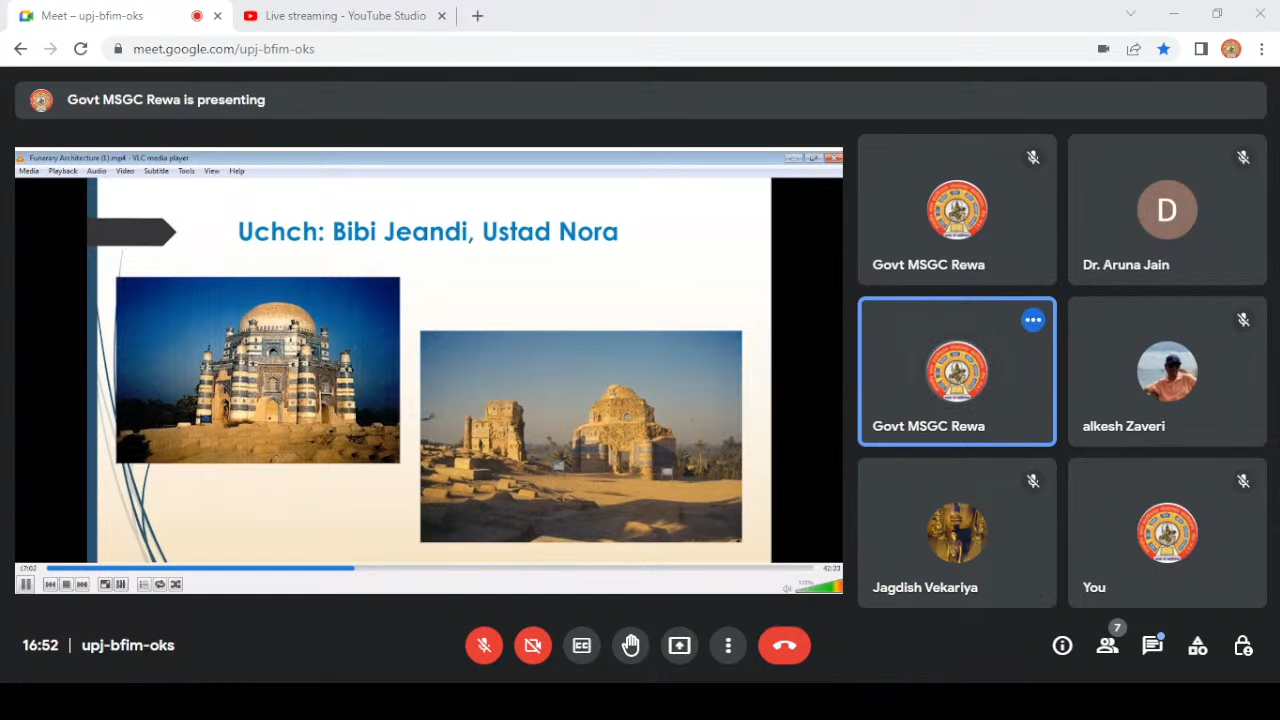 Meet – upj-bfim-oks
Live streaming - YouTube Studio
meet.google.com/upj-bfim-oks
Govt MSGC Rewa is presenting
Funerary Architecture (1).mp4 - VLC media player
Media Playback Audio Video Subtitle Tools View Help
Uchch: Bibi Jeandi, Ustad Nora
17:02
42:23
Govt MSGC Rewa
D
Dr. Aruna Jain
Govt MSGC Rewa
alkesh Zaveri
Jagdish Vekariya
You
16:52 | upj-bfim-oks
7